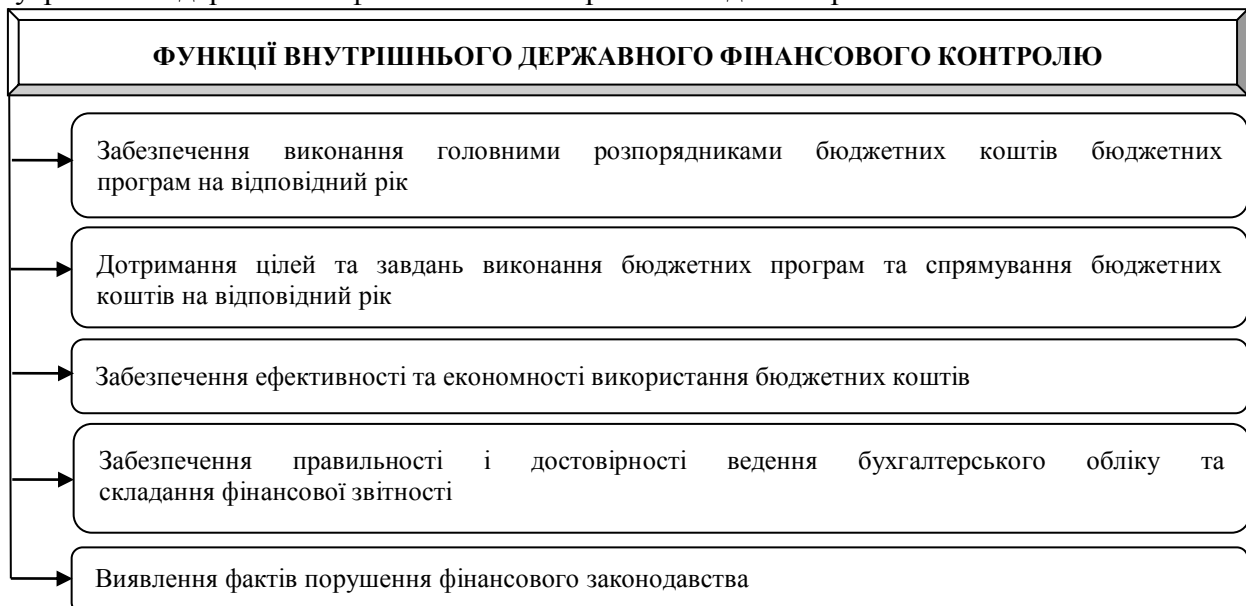 ФУНКЦІЇ ВНУТРІШНЬОГО ДЕРЖАВНОГО ФІНАНСОВОГО КОНТРОЛЮ
Забезпечення виконання головними розпорядниками бюджетних коштів бюджетних
програм на відповідний рік
Дотримання цілей та завдань виконання бюджетних програм та спрямування бюджетних
коштів на відповідний рік
Забезпечення ефективності та економності використання бюджетних коштів
Забезпечення правильності і достовірності ведення бухгалтерського обліку та
складання фінансової звітності
Виявлення фактів порушення фінансового законодавства